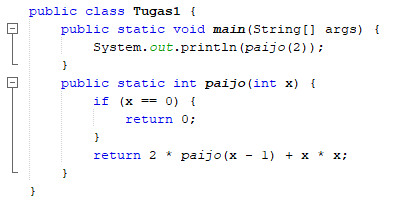 public class Tugas1 {
    public static void main(String[] args) {
        System.out.println(paijo(2));
    }
    public static int paijo(int x) {
        if (x == 0) {
            return 0;
        }
        return 2 * paijo(x - 1) + x * x;
    }
}